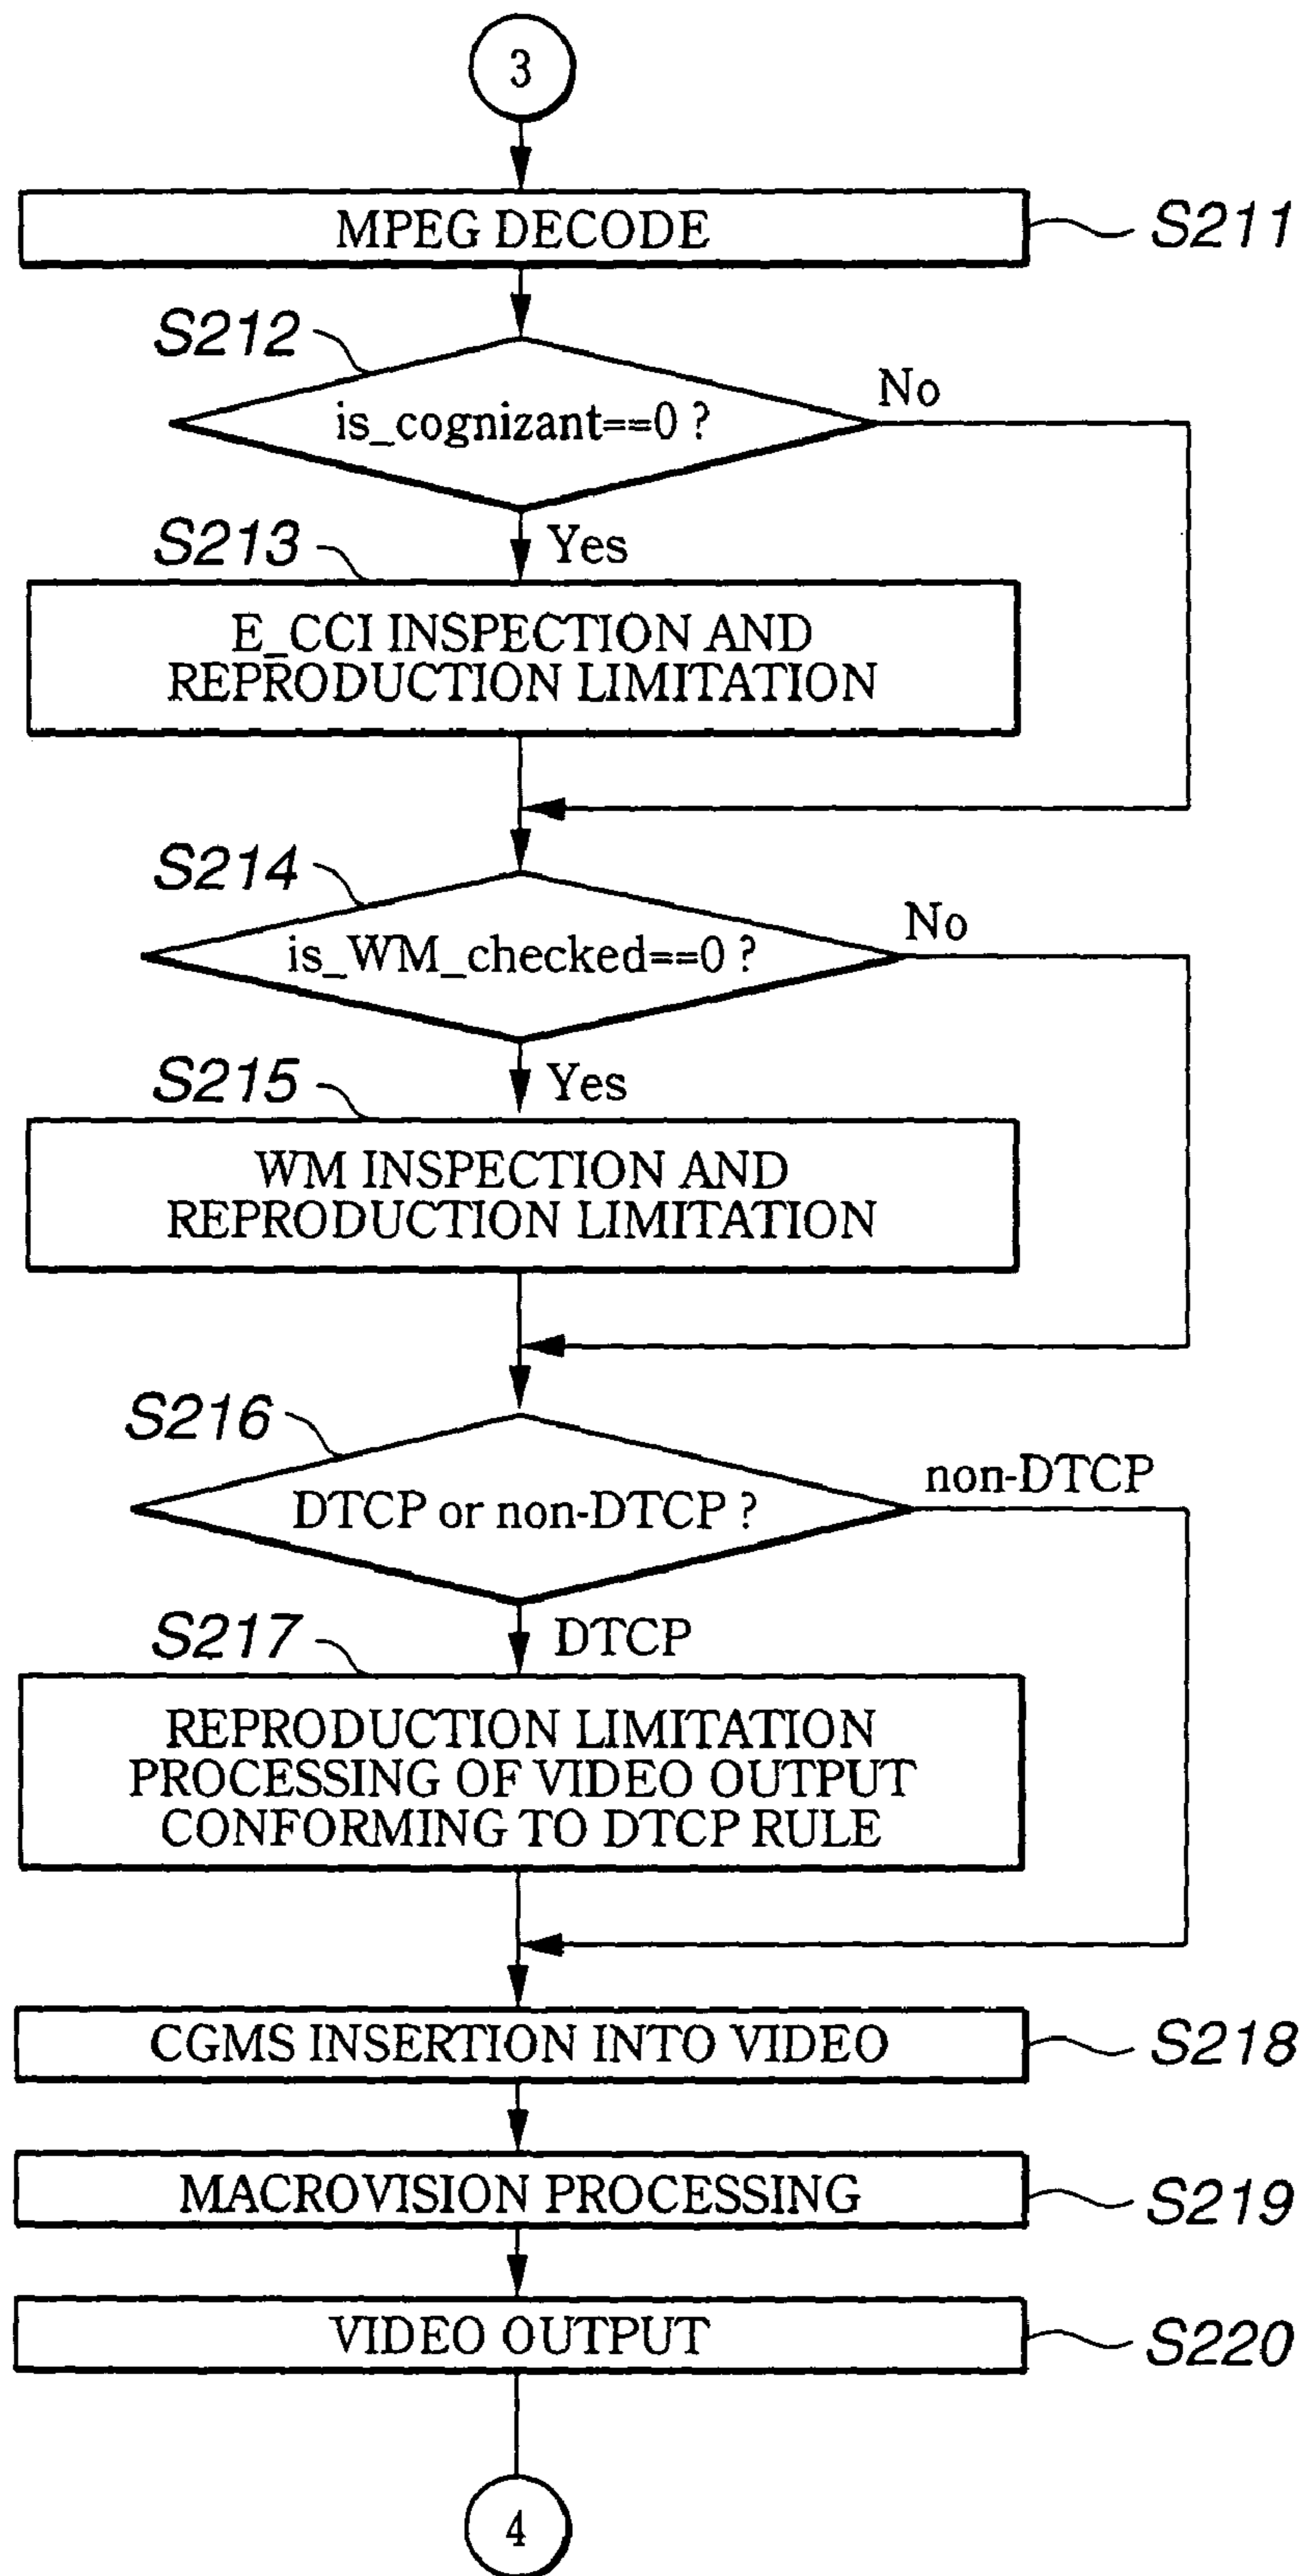 3
MPEG DECODE
S211
S212
is_cognizant==0 ?
No
S213
Yes
E_CCI INSPECTION AND
REPRODUCTION LIMITATION
S214
is_WM_checked==0 ?
No
S215
Yes
WM INSPECTION AND
REPRODUCTION LIMITATION
S216
DTCP or non-DTCP ?
non-DTCP
S217
DTCP
REPRODUCTION LIMITATION
PROCESSING OF VIDEO OUTPUT
CONFORMING TO DTCP RULE
CGMS INSERTION INTO VIDEO
S218
MACROVISION PROCESSING
S219
VIDEO OUTPUT
S220
4